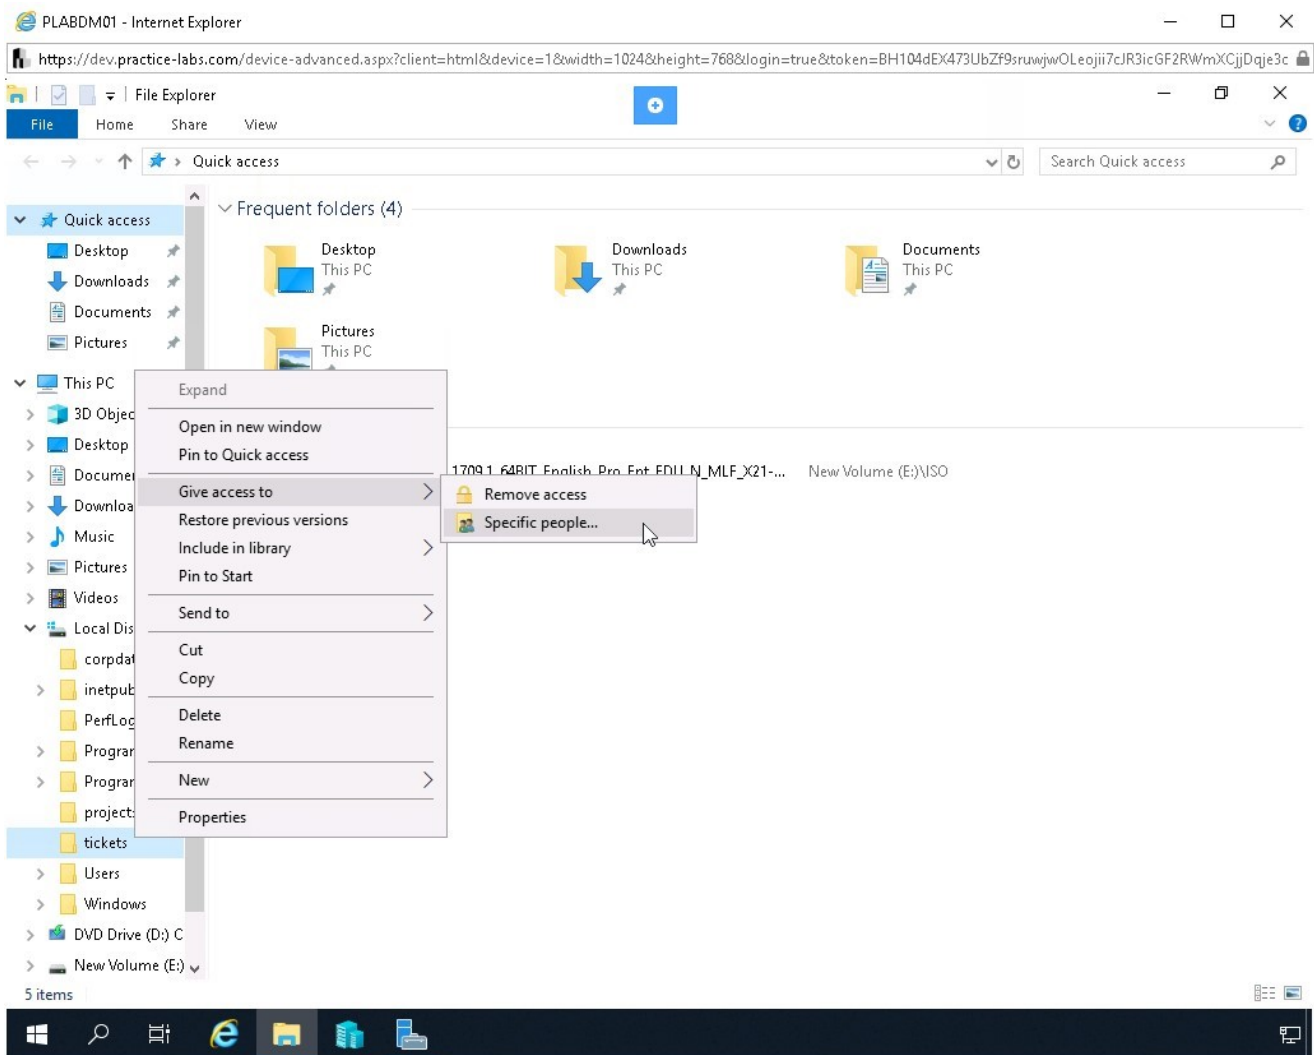 PLABDM01 - Internet Explorer
https://dev.practice-labs.com/device-advanced.aspx?client=html&device=1&width=1024&height=768&login=true&token=BH104dEX473UbZf9sruwjwOLeojii7cJR3icGF2RWmXCjjDqje3c
File Explorer
File Home Share View
Quick access
Search Quick access
Quick access
Desktop
Downloads
Documents
Pictures
This PC
3D Objec
Desktop
Documer
Downloa
Music
Pictures
Videos
Local Dis
corpdat
inetpub
PerfLog
Program
Program
project:
tickets
Users
Windows
DVD Drive (D:) C
New Volume (E:)
Frequent folders (4)
Desktop
This PC
Downloads
This PC
Documents
This PC
Pictures
This PC
1709.1_64BIT_English_Pro_Ent_EDU_N_MLF_X21-...
New Volume (E:)\ISO
Expand
Open in new window
Pin to Quick access
Give access to
Restore previous versions
Include in library
Pin to Start
Send to
Cut
Copy
Delete
Rename
New
Properties
Remove access
Specific people...
5 items